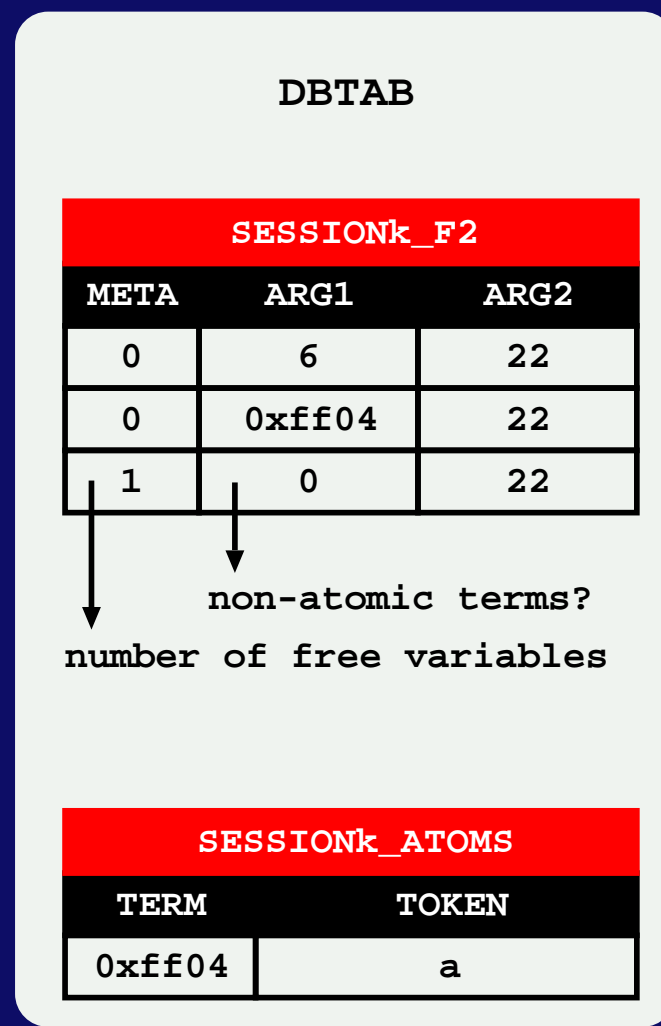 DBTAB
SESSIONk_F2
META ARG1 ARG2
0 6 22
0 0xff04 22
1 0 22
non-atomic terms?
number of free variables
SESSIONk_ATOMS
TERM TOKEN
0xff04 a